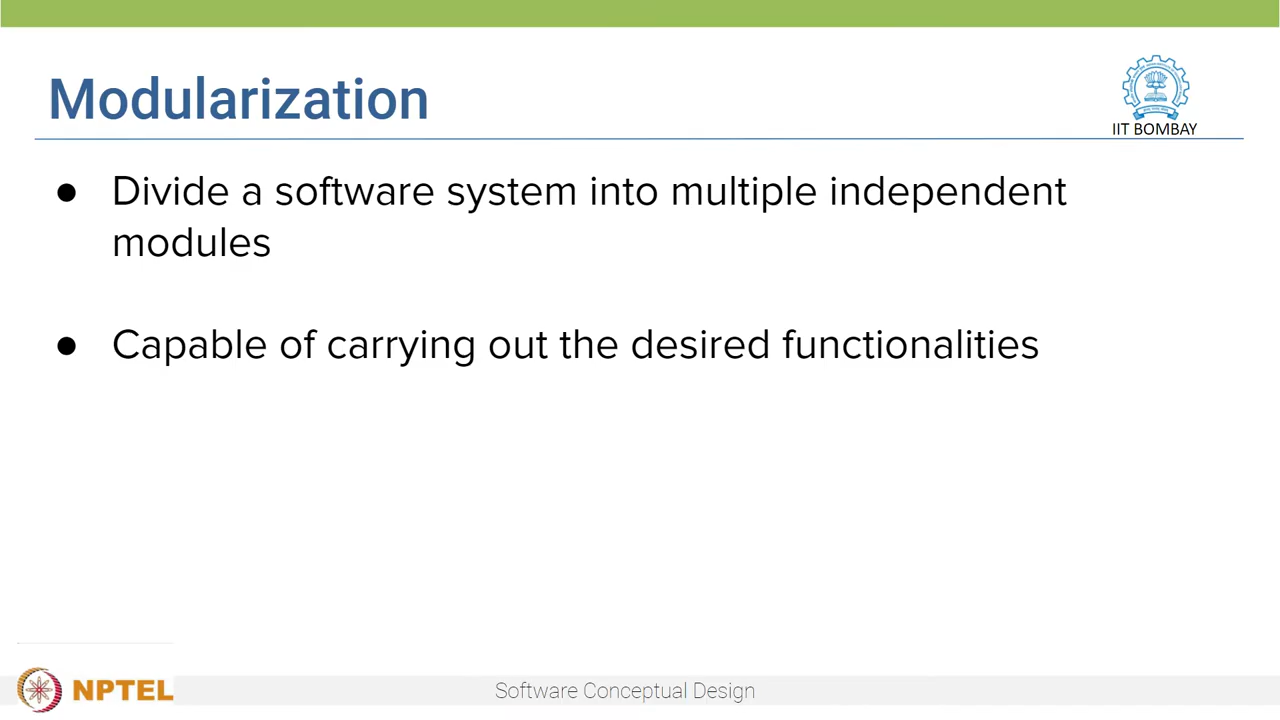 Modularization
IIT BOMBAY
● Divide a software system into multiple independent
modules
● Capable of carrying out the desired functionalities
NPTEL
Software Conceptual Design